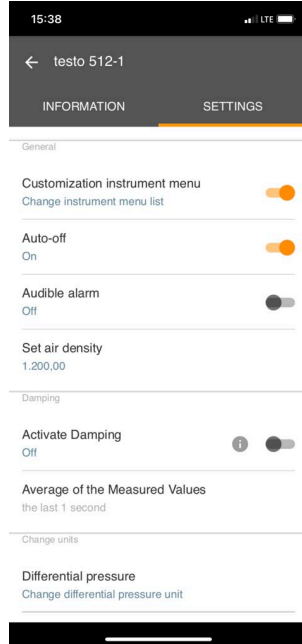 15:38
LTE
testo 512-1
INFORMATION SETTINGS
General
Customization instrument menu
Change instrument menu list
Auto-off
On
Audible alarm
Off
Set air density
1.200,00
Damping
Activate Damping
Off
Average of the Measured Values
the last 1 second
Change units
Differential pressure
Change differential pressure unit